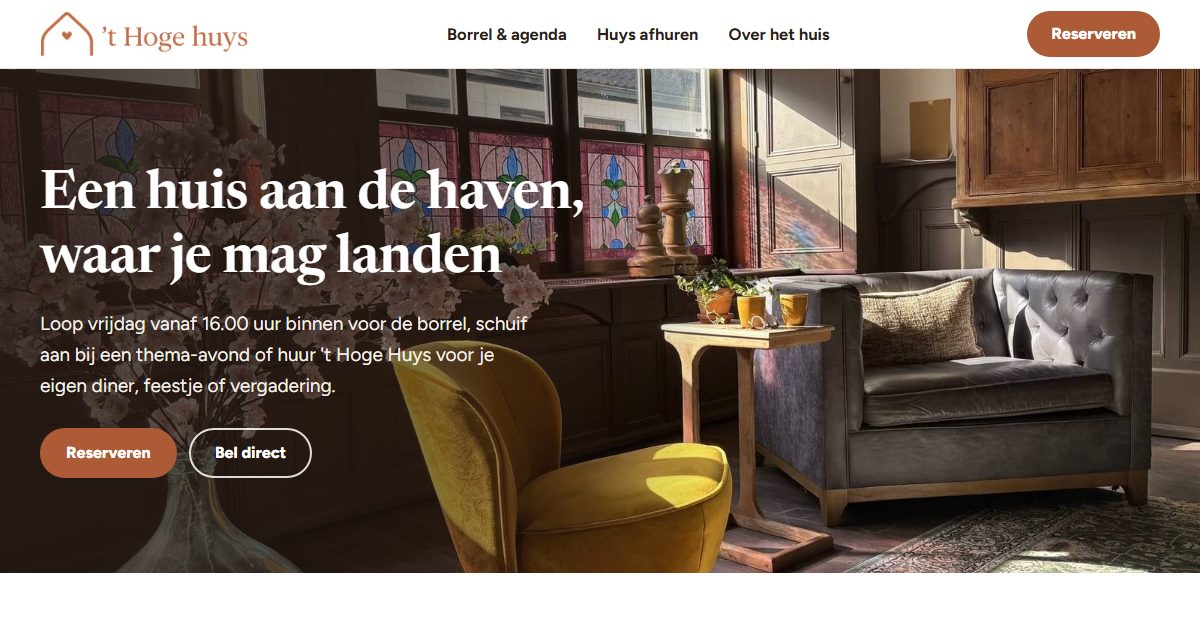 't Hoge huys
Borrel & agenda
Huys afhuren
Over het huis
Reserveren
Een huis aan de haven,
waar je mag landen
Loop vrijdag vanaf 16.00 uur binnen voor de borrel, schuif
aan bij een thema-avond of huur 't Hoge Huys voor je
eigen diner, feestje of vergadering.
Reserveren
Bel direct